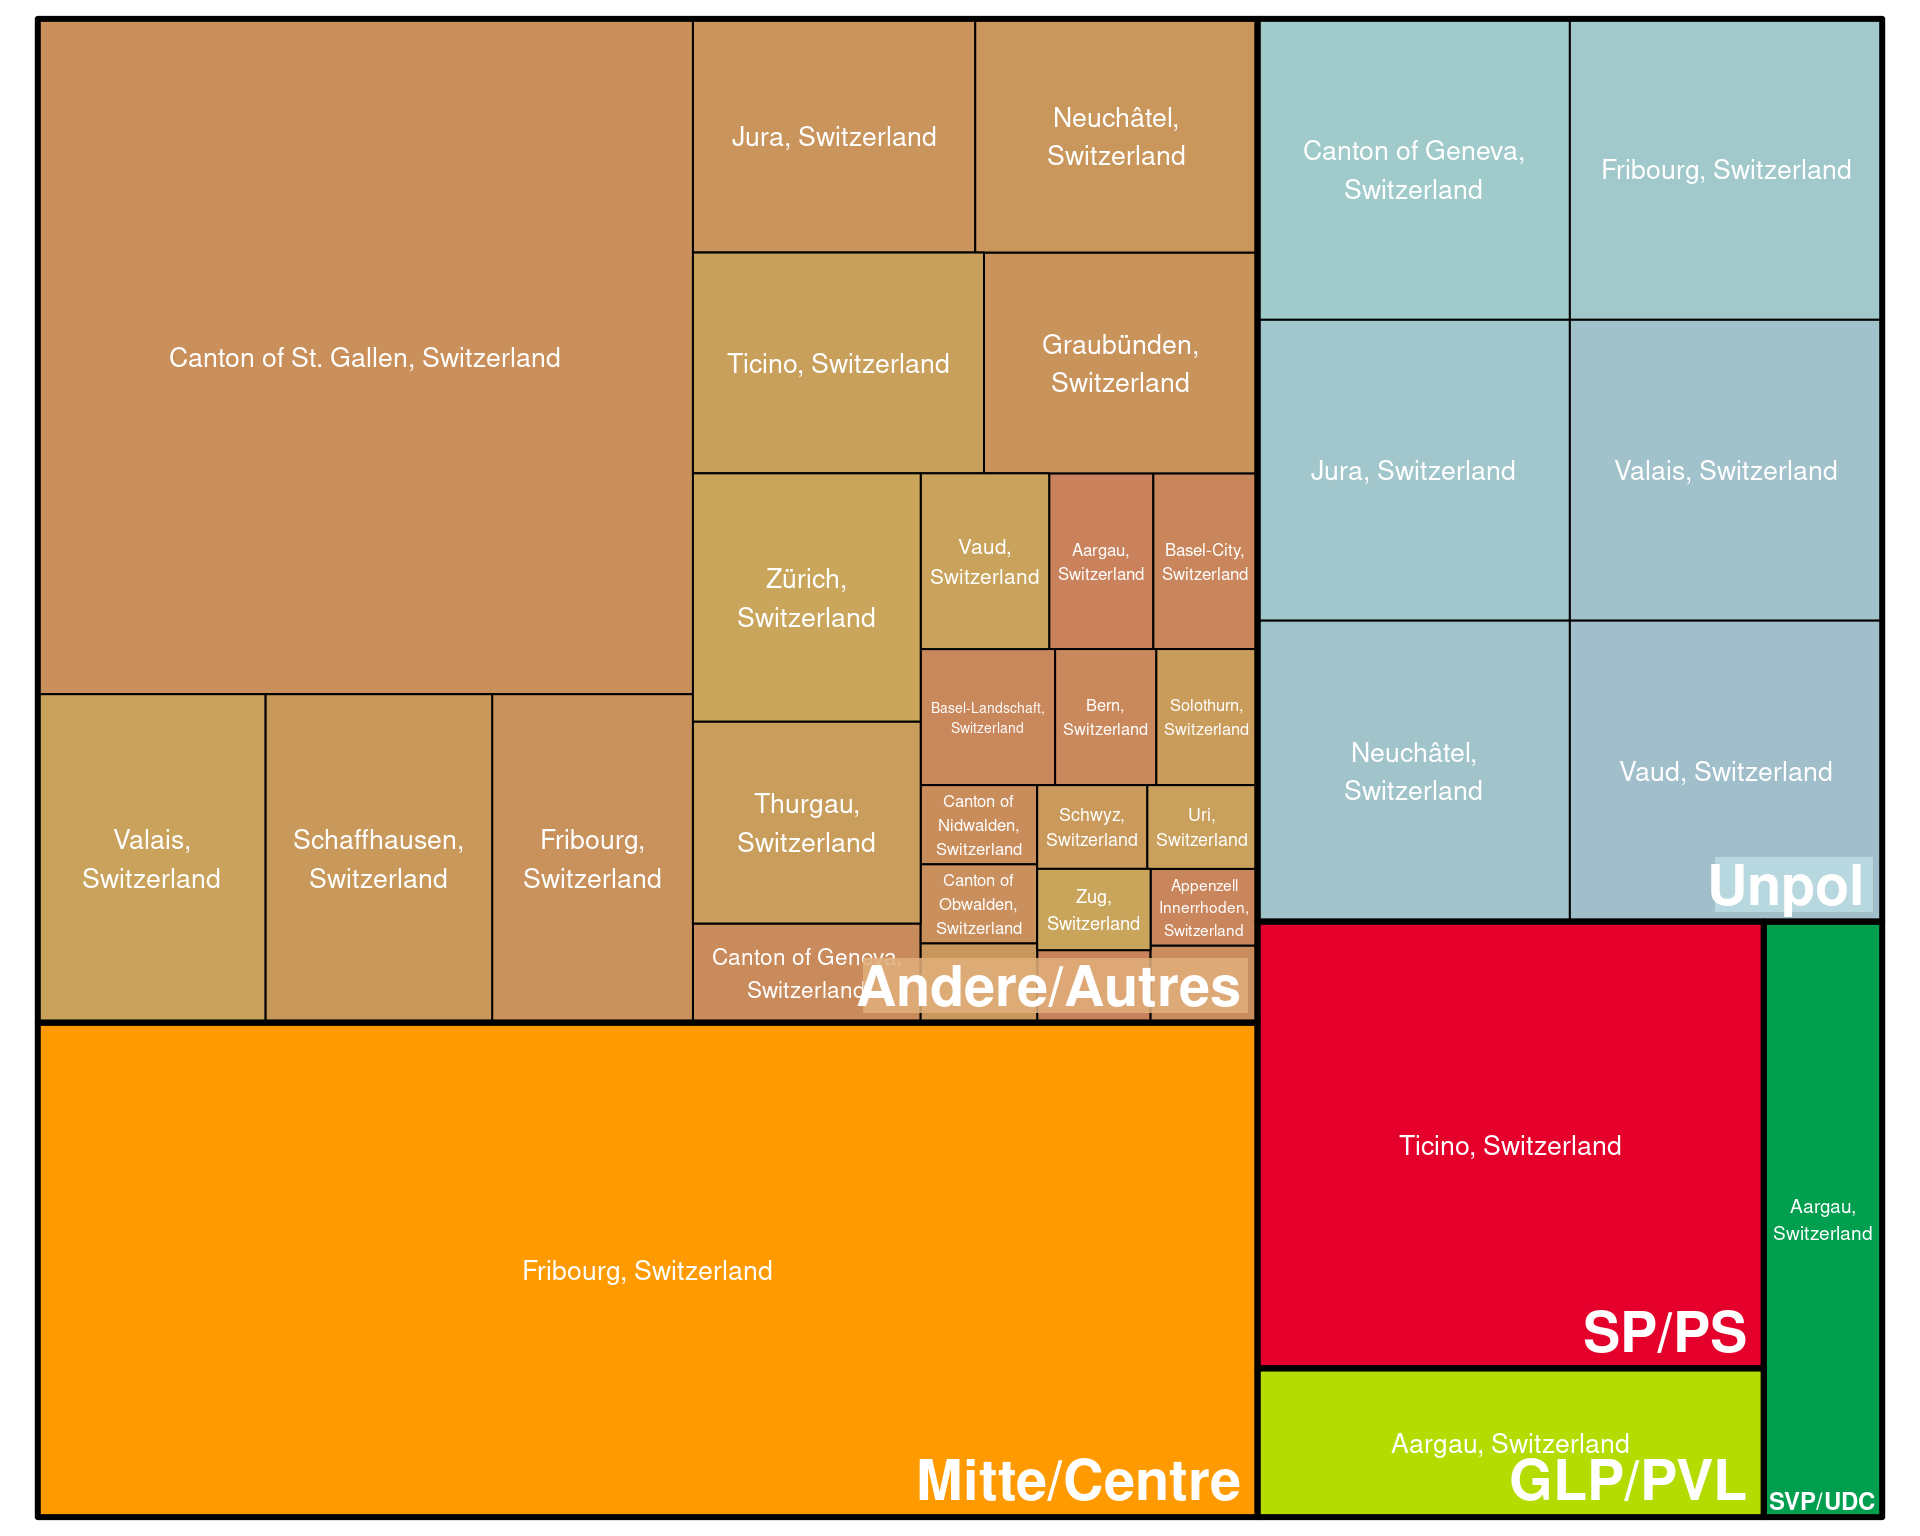 Canton of St. Gallen, Switzerland
Jura, Switzerland
Neuchâtel,
Switzerland
Ticino, Switzerland
Graubünden,
Switzerland
Valais,
Switzerland
Schaffhausen,
Switzerland
Fribourg,
Switzerland
Zürich,
Switzerland
Thurgau,
Switzerland
Canton of Geneva,
Switzerland
Vaud,
Switzerland
Aargau,
Switzerland
Basel-City,
Switzerland
Basel-Landschaft,
Switzerland
Bern,
Switzerland
Solothurn,
Switzerland
Canton of
Nidwalden,
Switzerland
Schwyz,
Switzerland
Uri,
Switzerland
Canton of
Obwalden,
Switzerland
Zug,
Switzerland
Appenzell
Innerrhoden,
Switzerland
Andere/Autres
Canton of Geneva,
Switzerland
Fribourg, Switzerland
Jura, Switzerland
Valais, Switzerland
Neuchâtel,
Switzerland
Vaud, Switzerland
Unpol
Fribourg, Switzerland
Mitte/Centre
Ticino, Switzerland
SP/PS
Aargau, Switzerland
GLP/PVL
Aargau,
Switzerland
SVP/UDC